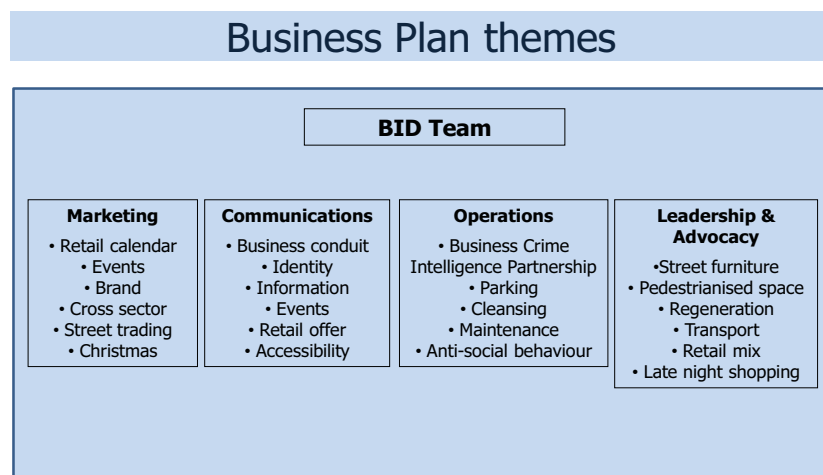 Business Plan themes
BID Team
Marketing
• Retail calendar
• Events
• Brand
• Cross sector
• Street trading
• Christmas
Communications
• Business conduit
• Identity
• Information
• Events
• Retail offer
• Accessibility
Operations
• Business Crime
Intelligence Partnership
• Parking
• Cleansing
• Maintenance
• Anti-social behaviour
Leadership &
Advocacy
•Street furniture
• Pedestrianised space
• Regeneration
• Transport
• Retail mix
• Late night shopping